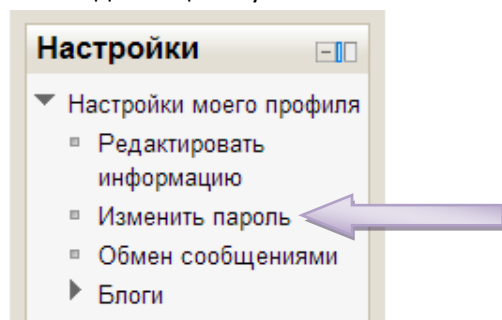 Настройки
Настройки моего профиля
Редактировать
информацию
Изменить пароль
Обмен сообщениями
Блоги